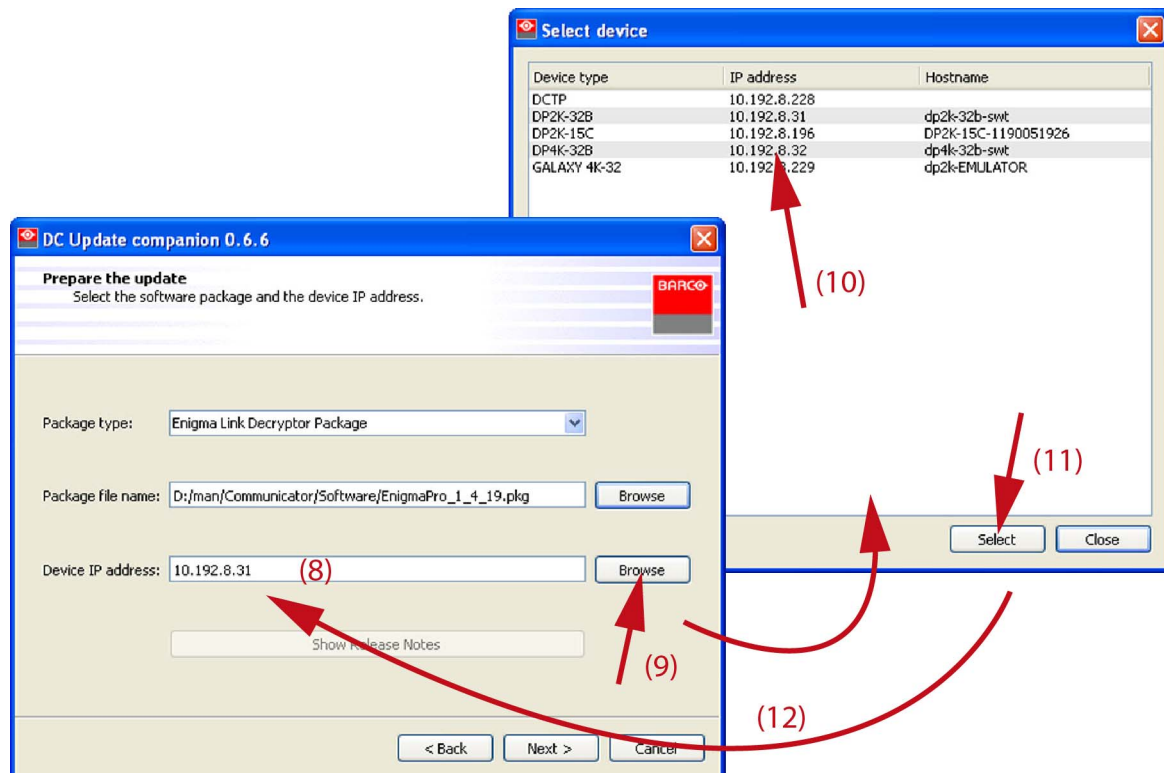 Select device
Device type IP address Hostname
DCTP 10.192.8.228
DP2K-32B 10.192.8.31 dp2k-32b-swt
DP2K-15C 10.192.8.196 DP2K-15C-1190051926
DP4K-32B 10.192.8.32 dp4k-32b-swt
GALAXY 4K-32 10.192.8.229 dp2k-EMULATOR
(10)
(11)
Select Close
DC Update companion 0.6.6
Prepare the update
Select the software package and the device IP address.
BARCO
Package type: Enigma Link Decryptor Package
Package file name: D:/man/Communicator/Software/EnigmaPro_1_4_19.pkg Browse
Device IP address: 10.192.8.31 (8) Browse
Show Release Notes
(9)
(12)
< Back Next > Cancel